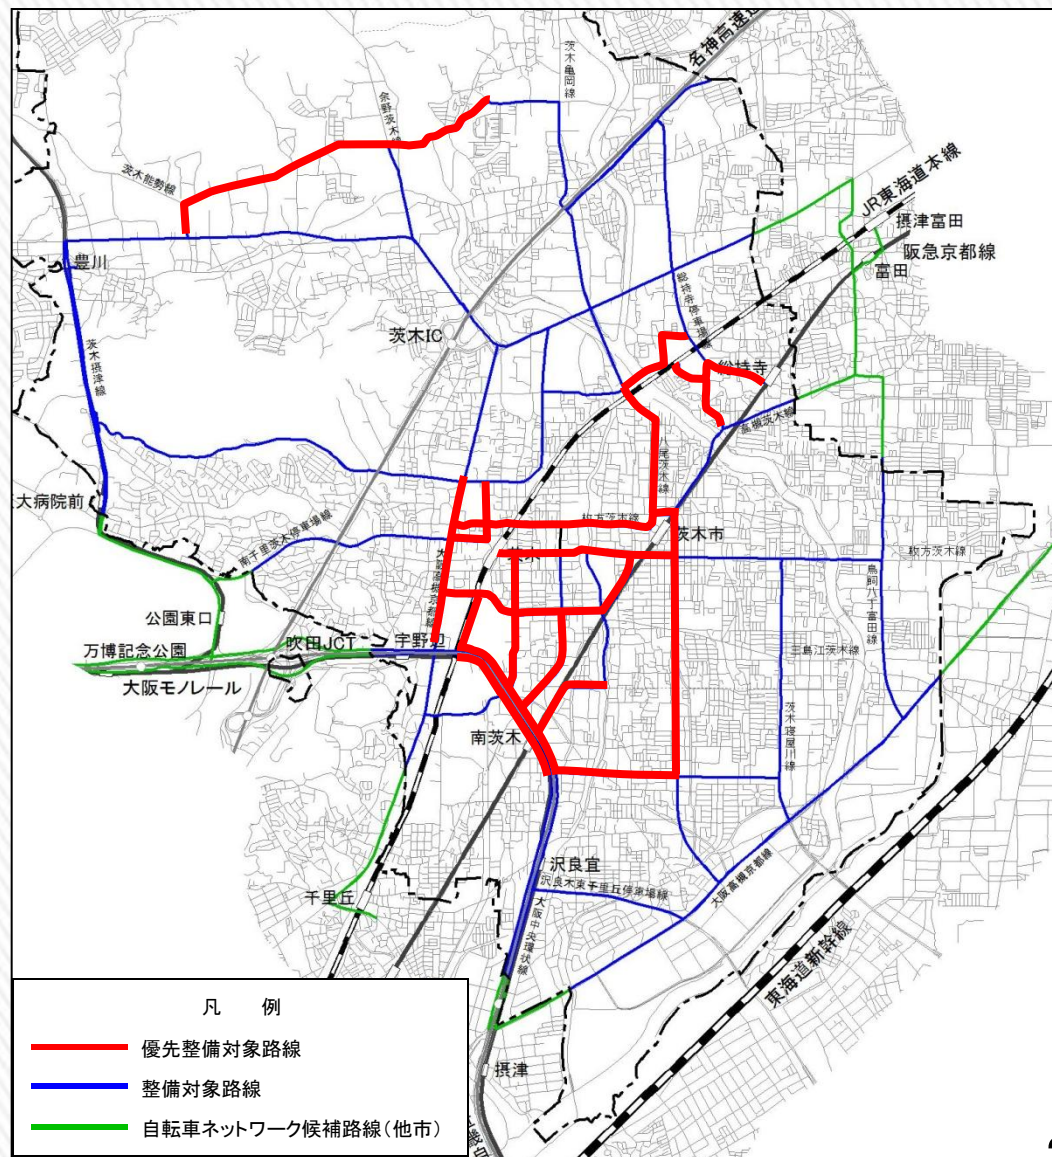 名神高速道
茨木亀岡線
余野茨木線
茨木能勢線
JR東海道本線
摂津富田
阪急京都線
富田
豊川
総持寺停車場
茨木IC
総持寺
茨木摂津線
高槻茨木線
八尾茨木線
大病院前
枚方茨木線
茨木市
南千里茨木停車場線
茨木
枚方茨木線
大阪高槻京都線
鳥飼八丁富田線
公園東口
吹田JCT
宇野辺
万博記念公園
三島江茨木線
大阪モノレール
茨木寝屋川線
南茨木
沢良宜
沢良木東千里丘停車場線
大阪高槻京都線
千里丘
大阪中央環状線
東海道新幹線
摂津
凡 例
優先整備対象路線
整備対象路線
自転車ネットワーク候補路線(他市)